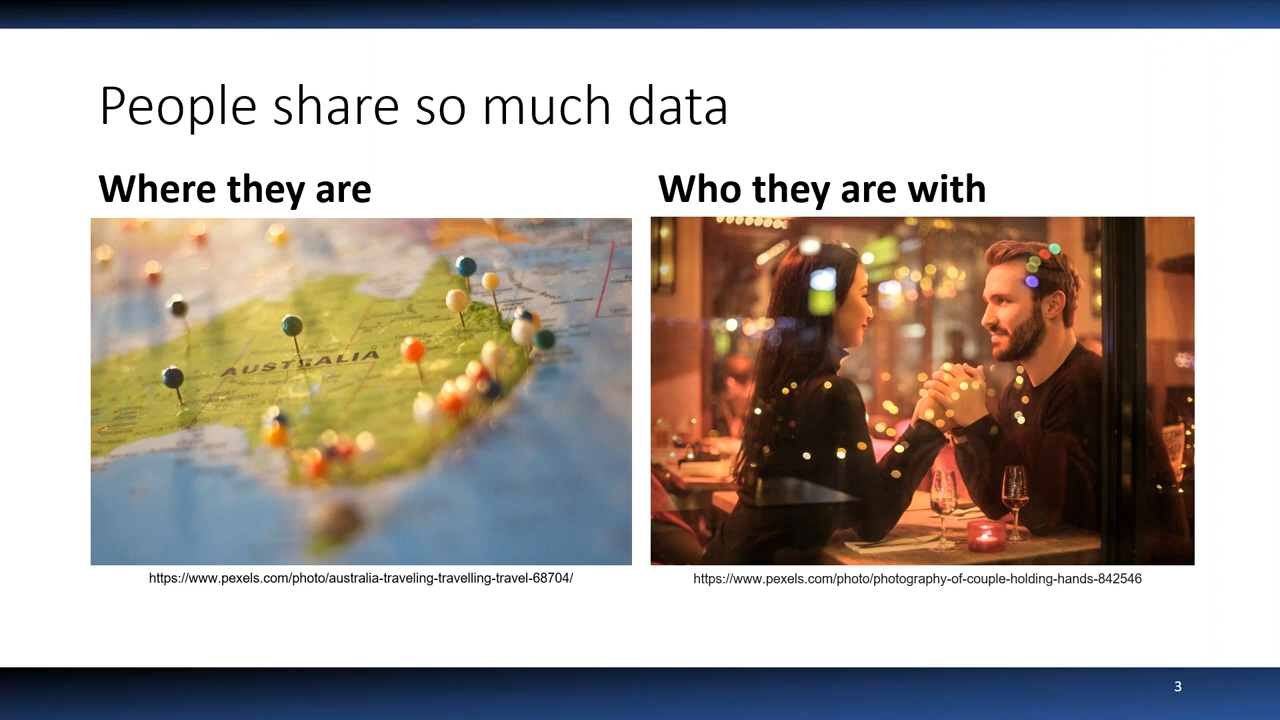 People share so much data
Where they are
Who they are with
AUSTRALIA
https://www.pexels.com/photo/australia-traveling-travelling-travel-68704/
https://www.pexels.com/photo/photography-of-couple-holding-hands-842546
3